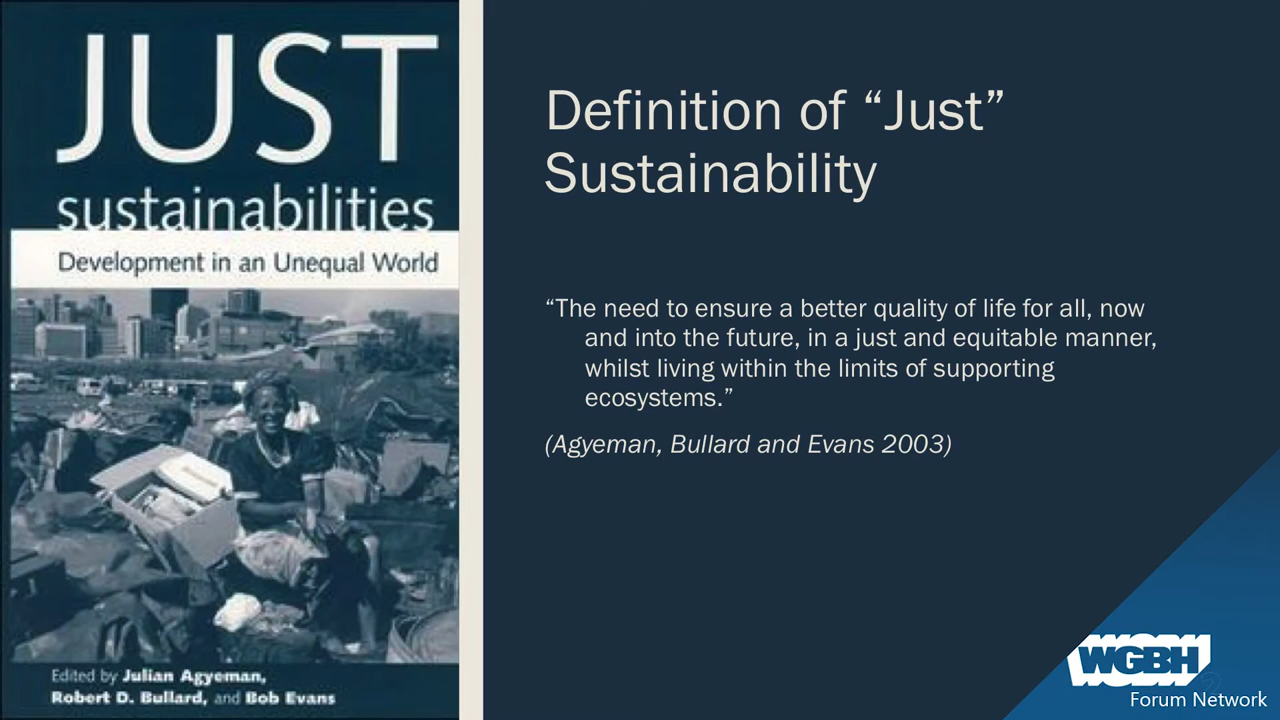 JUST
sustainabilities
Development in an Unequal World
Edited by Julian Agyeman,
Robert D. Bullard, and Bob Evans
Definition of “Just”
Sustainability
“The need to ensure a better quality of life for all, now
and into the future, in a just and equitable manner,
whilst living within the limits of supporting
ecosystems.”
(Agyeman, Bullard and Evans 2003)
WGBH
Forum Network